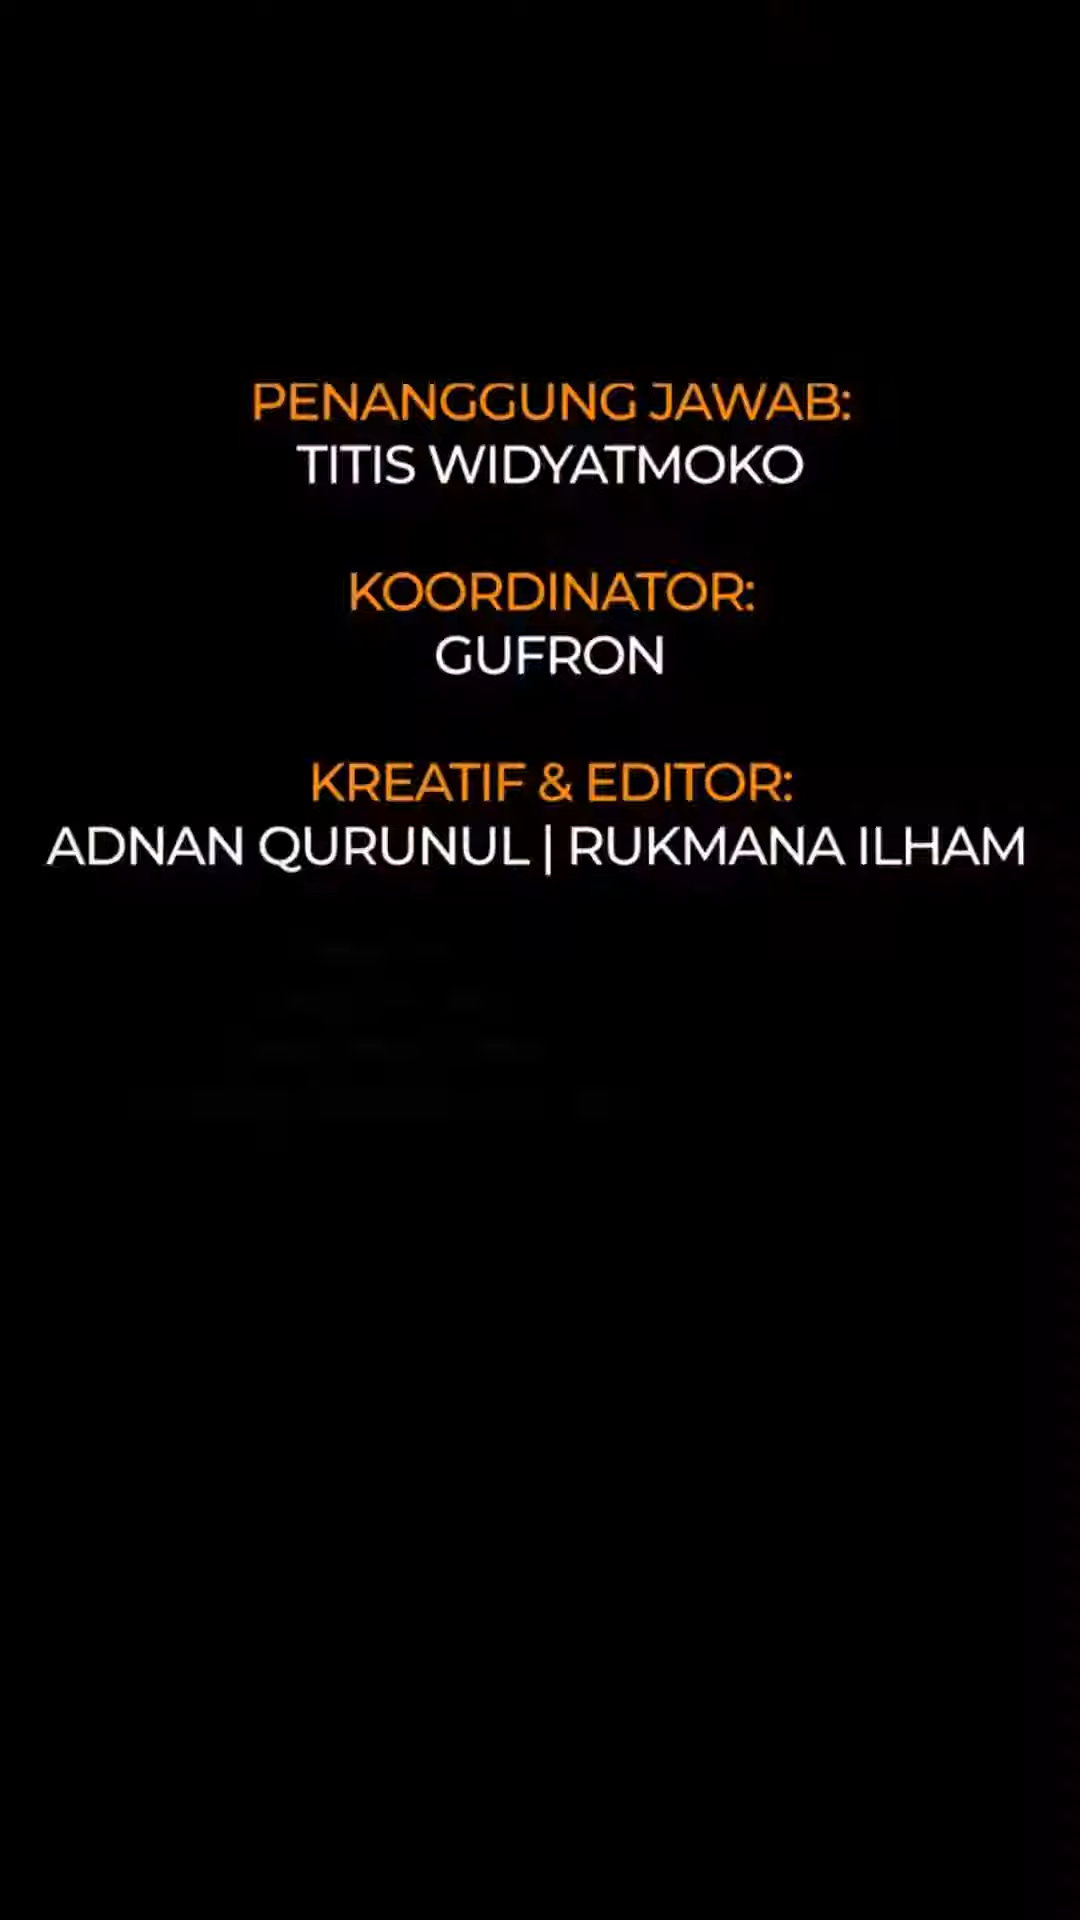 PENANGGUNG JAWAB:
TITIS WIDYATMOKO
KOORDINATOR:
GUFRON
KREATIF & EDITOR:
ADNAN QURUNUL | RUKMANA ILHAM